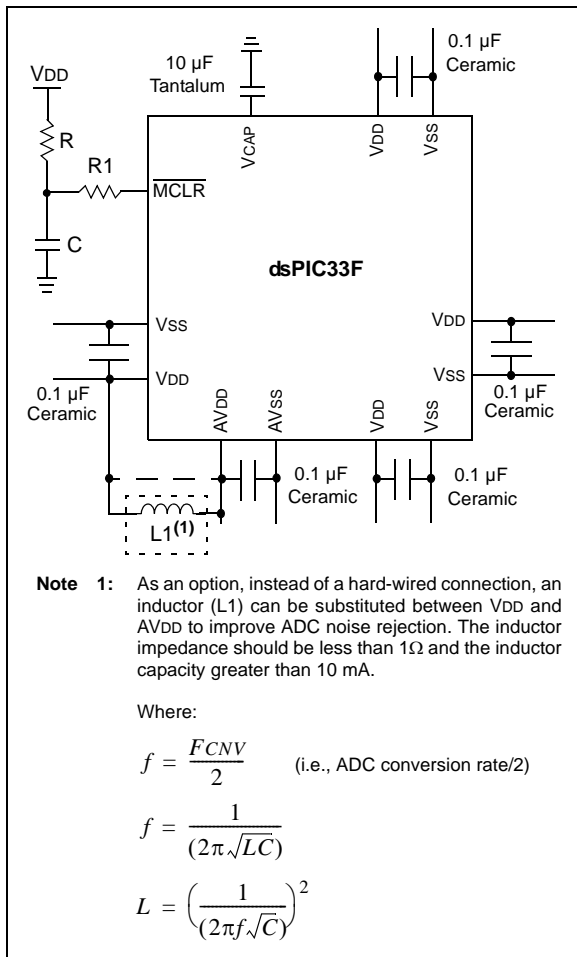 0.1 µF
Ceramic
10 µF
Tantalum
VDD
R
R1
C
VCAP
VDD
VSS
MCLR
dsPIC33F
VSS
VDD
0.1 µF
Ceramic
VDD
VSS
0.1 µF
Ceramic
AVDD
AVSS
VDD
VSS
0.1 µF
Ceramic
0.1 µF
Ceramic
L1(1)
Note 1: As an option, instead of a hard-wired connection, an
inductor (L1) can be substituted between VDD and
AVDD to improve ADC noise rejection. The inductor
impedance should be less than 1Ω and the inductor
capacity greater than 10 mA.
Where:
f = FCNV / 2 (i.e., ADC conversion rate/2)
f = 1 / (2π√LC)
L = (1 / (2πf√C))²